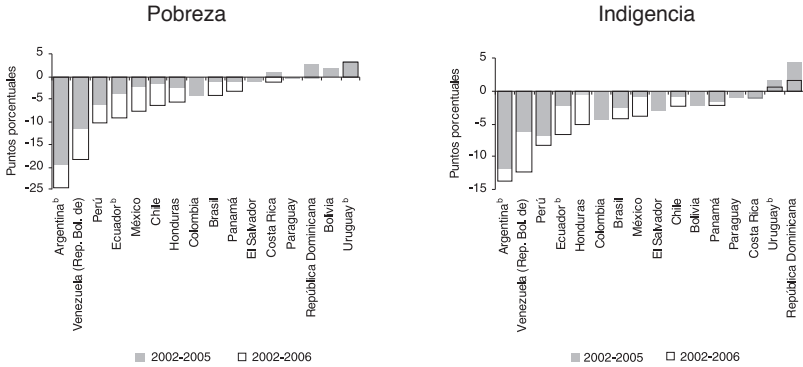 Pobreza
Puntos porcentuales
5
0
-5
-10
-15
-20
-25
Argentina b
Venezuela (Rep. Bol. de)
Perú
Ecuador b
México
Chile
Honduras
Colombia
Brasil
Panamá
El Salvador
Costa Rica
Paraguay
República Dominicana
Bolivia
Uruguay b
2002-2005
2002-2006
Indigencia
Puntos porcentuales
5
0
-5
-10
-15
Argentina b
Venezuela (Rep. Bol. de)
Perú
Ecuador b
Honduras
Colombia
Brasil
México
El Salvador
Chile
Bolivia
Panamá
Paraguay
Costa Rica
Uruguay b
República Dominicana
2002-2005
2002-2006